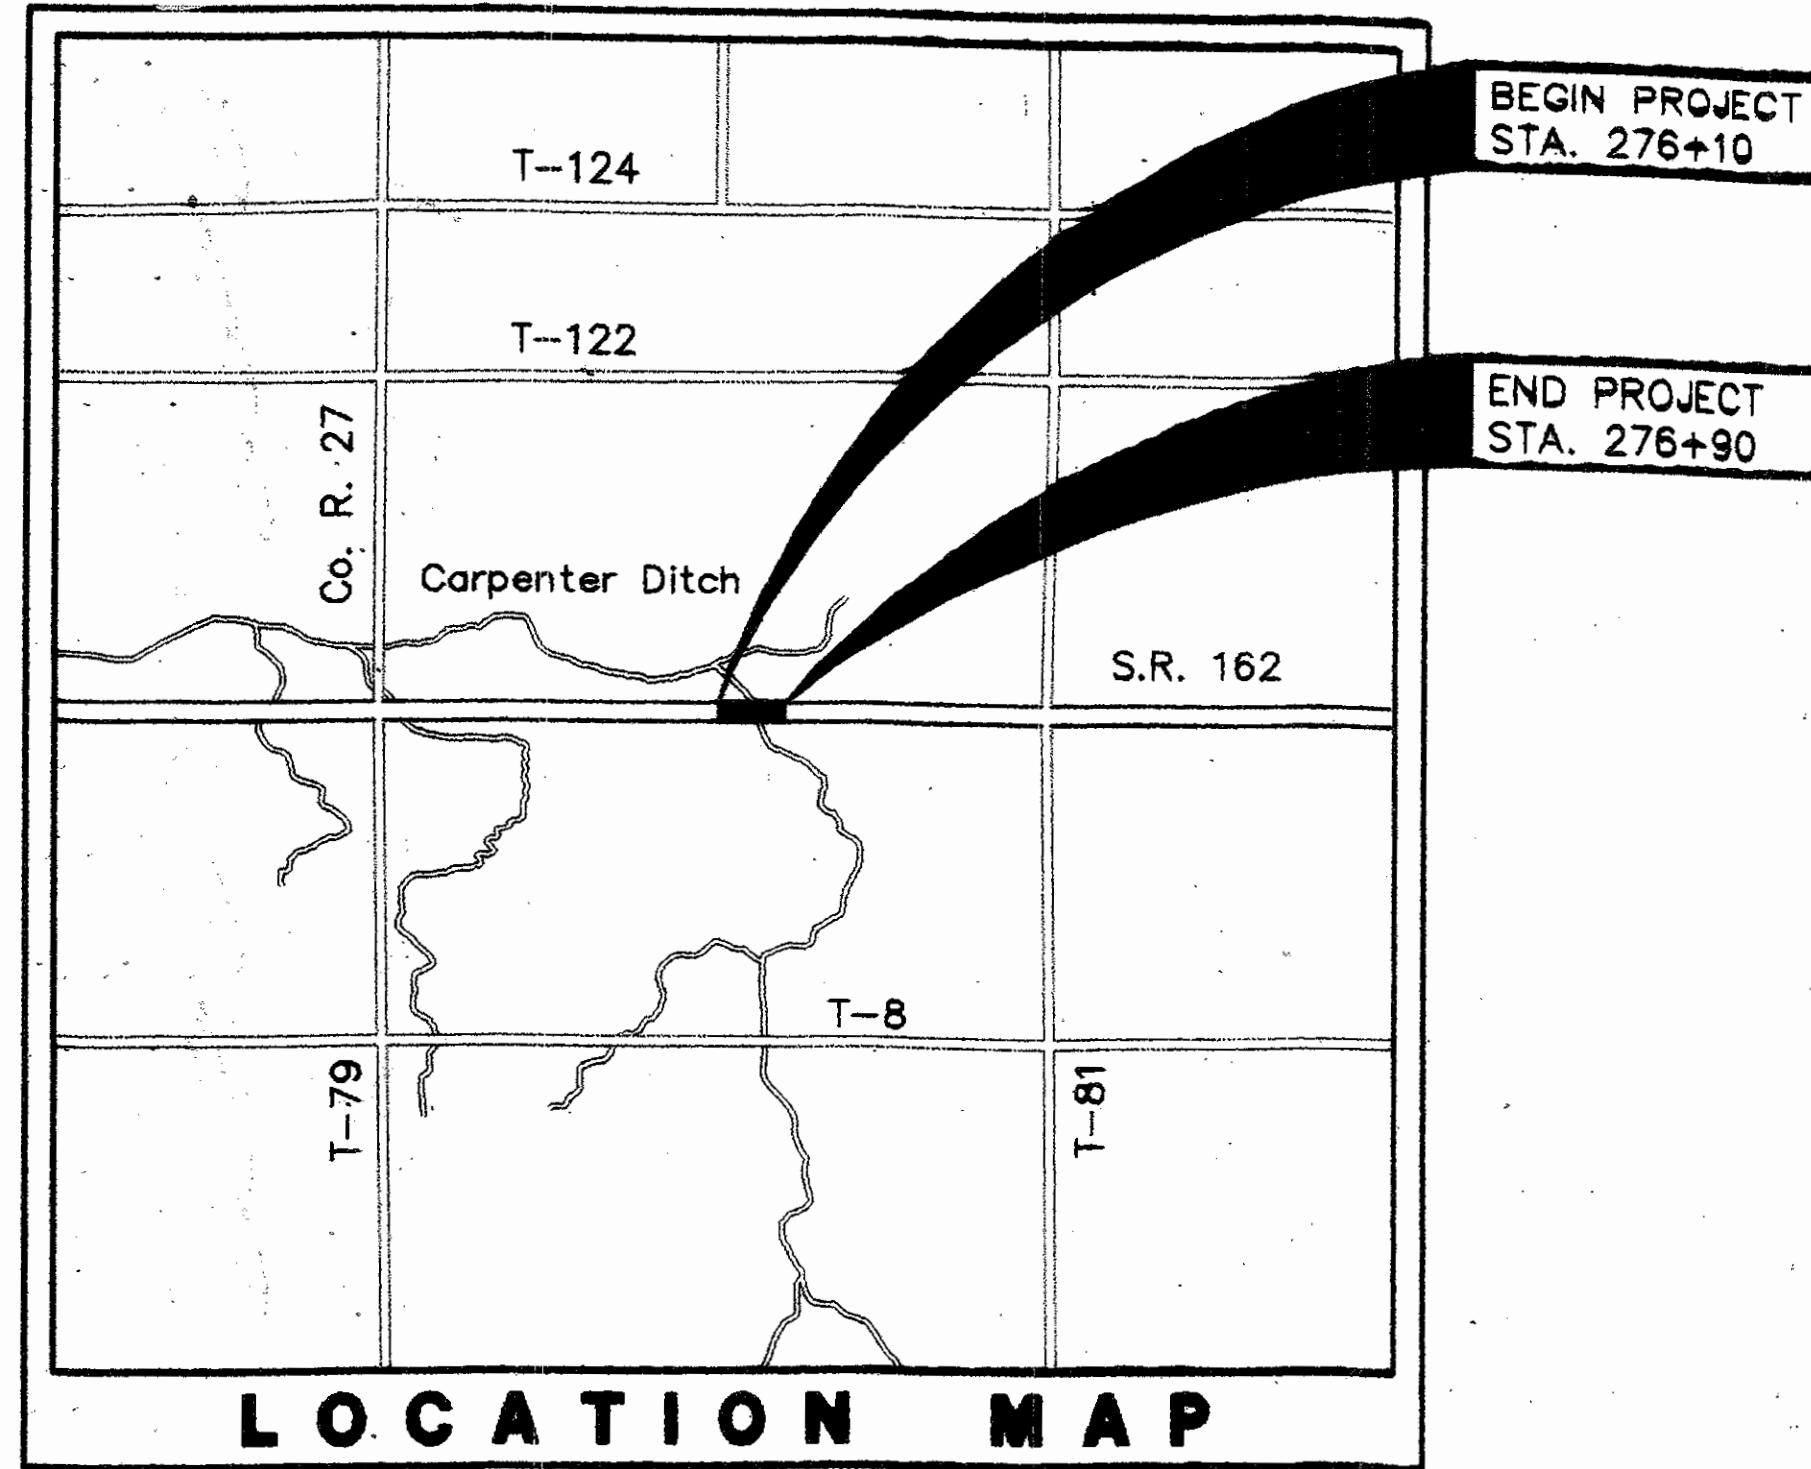 BEGIN PROJECT
STA. 276+10
T-124
T-122
END PROJECT
STA. 276+90
Co. R. 27
Carpenter Ditch
S.R. 162
T-8
T-79
T-81
LOCATION MAP